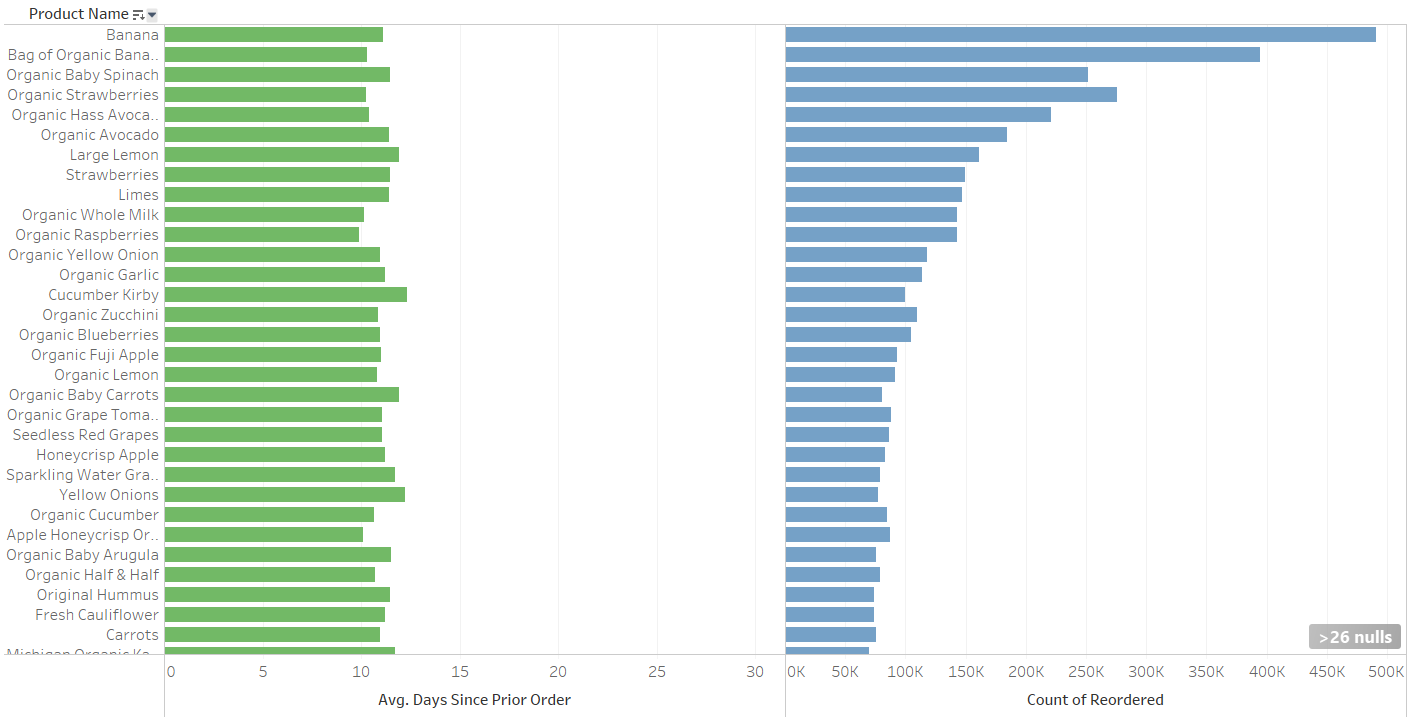 Product Name
Banana
Bag of Organic Bana..
Organic Baby Spinach
Organic Strawberries
Organic Hass Avoca..
Organic Avocado
Large Lemon
Strawberries
Limes
Organic Whole Milk
Organic Raspberries
Organic Yellow Onion
Organic Garlic
Cucumber Kirby
Organic Zucchini
Organic Blueberries
Organic Fuji Apple
Organic Lemon
Organic Baby Carrots
Organic Grape Toma..
Seedless Red Grapes
Honeycrisp Apple
Sparkling Water Gra..
Yellow Onions
Organic Cucumber
Apple Honeycrisp Or..
Organic Baby Arugula
Organic Half & Half
Original Hummus
Fresh Cauliflower
Carrots
Michigan Organic Ka..
>26 nulls
0 5 10 15 20 25 30
0K 50K 100K 150K 200K 250K 300K 350K 400K 450K 500K
Avg. Days Since Prior Order
Count of Reordered